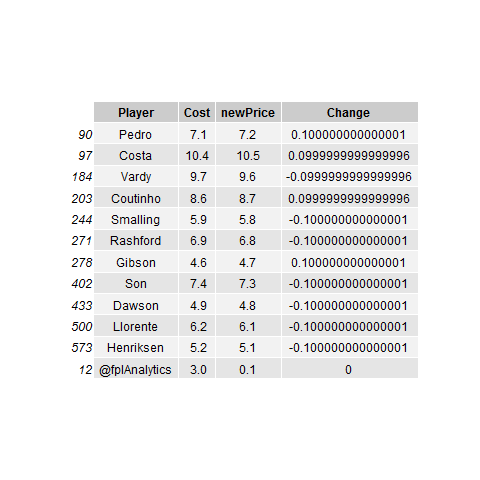 Player Cost newPrice Change
90 Pedro 7.1 7.2 0.100000000000001
97 Costa 10.4 10.5 0.0999999999999996
184 Vardy 9.7 9.6 -0.0999999999999996
203 Coutinho 8.6 8.7 0.0999999999999996
244 Smalling 5.9 5.8 -0.100000000000001
271 Rashford 6.9 6.8 -0.100000000000001
278 Gibson 4.6 4.7 0.100000000000001
402 Son 7.4 7.3 -0.100000000000001
433 Dawson 4.9 4.8 -0.100000000000001
500 Llorente 6.2 6.1 -0.100000000000001
573 Henriksen 5.2 5.1 -0.100000000000001
12 @fplAnalytics 3.0 0.1 0